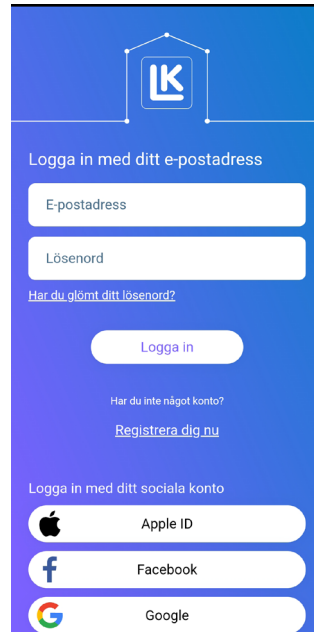 LK
Logga in med ditt e-postadress
E-postadress
Lösenord
Har du glömt ditt lösenord?
Logga in
Har du inte något konto?
Registrera dig nu
Logga in med ditt sociala konto
Apple ID
Facebook
Google